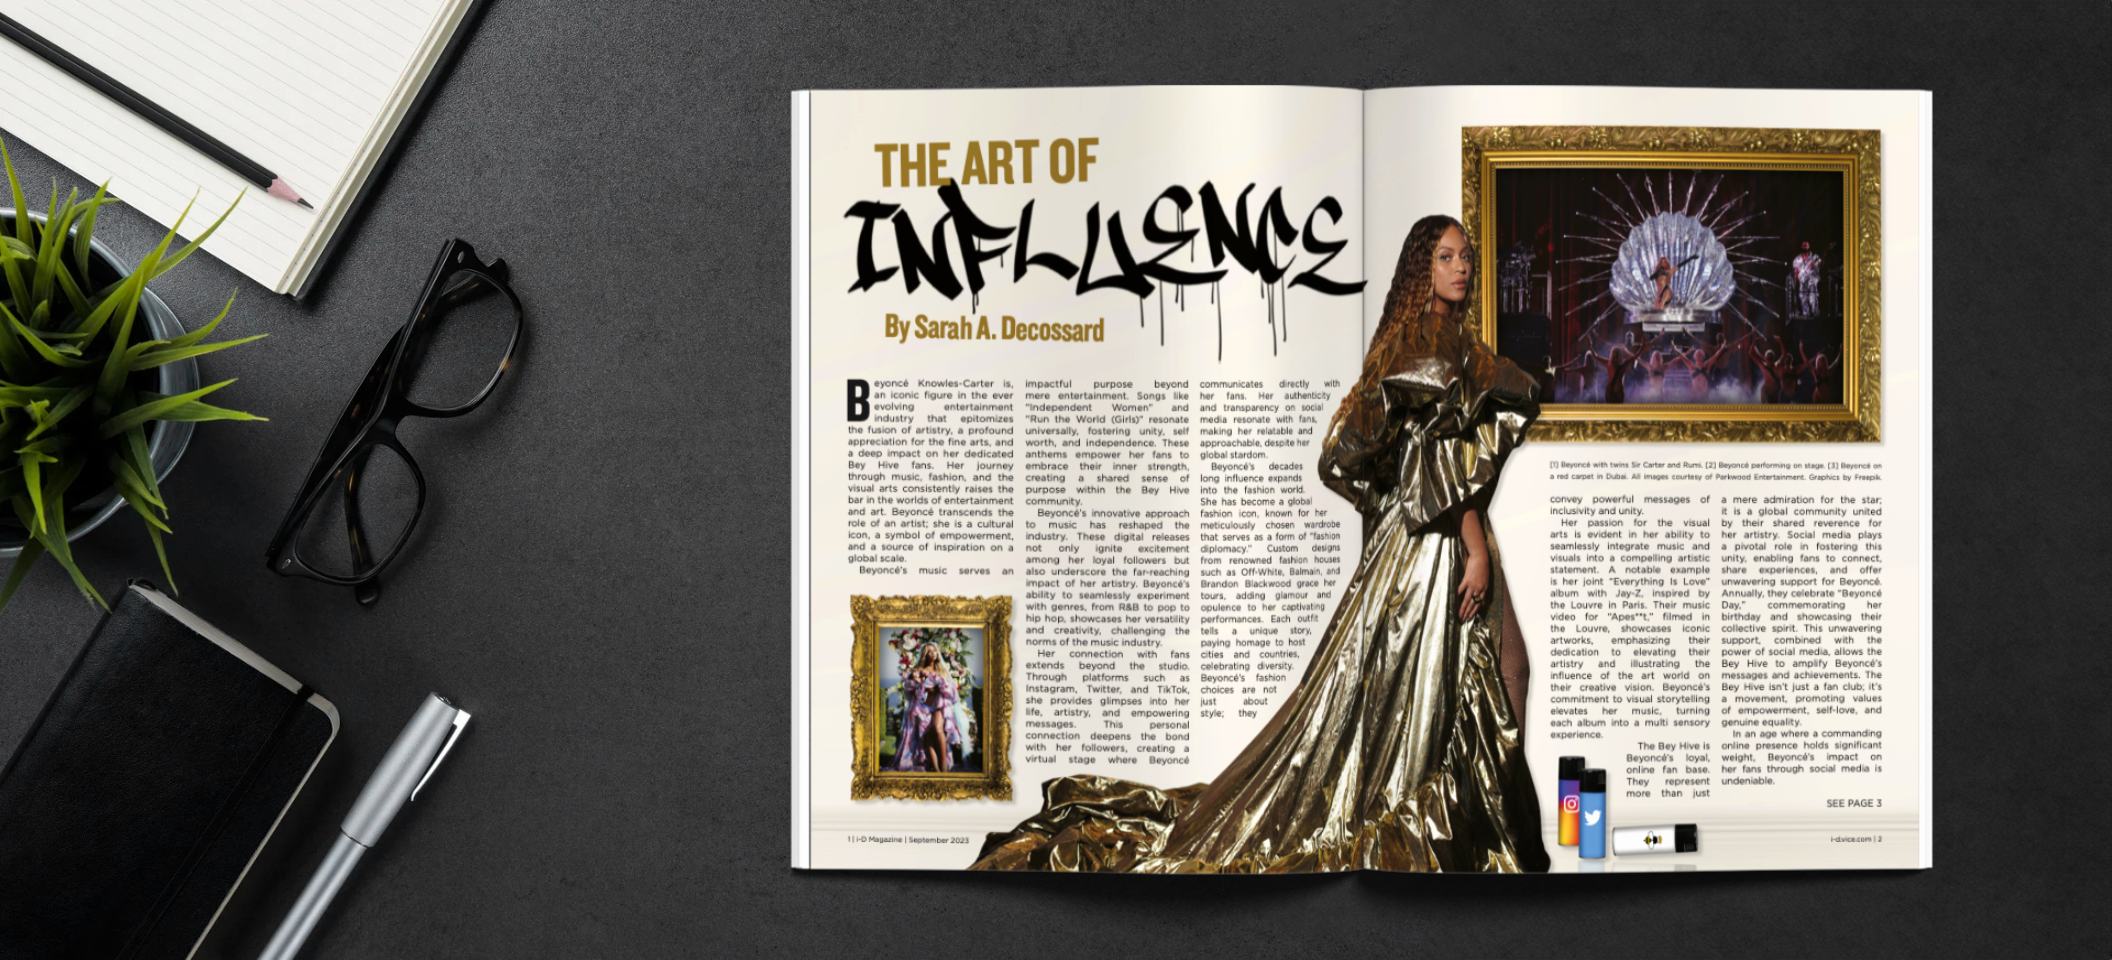 THE ART OF
INFLUENCE
By Sarah A. Decossard
Beyoncé Knowles-Carter is,
an iconic figure in the ever
evolving entertainment
industry that epitomizes
the fusion of artistry, a profound
appreciation for the fine arts, and
a deep impact on her dedicated
Bey Hive fans. Her journey
through music, fashion, and the
visual arts consistently raises the
bar in the worlds of entertainment
and art. Beyoncé transcends the
role of an artist; she is a cultural
icon, a symbol of empowerment,
and a source of inspiration on a
global scale.
Beyoncé's music serves an
impactful purpose beyond
mere entertainment. Songs like
"Independent Women" and
"Run the World (Girls)" resonate
universally, fostering unity, self
worth, and independence. These
anthems empower her fans to
embrace their inner strength,
creating a shared sense of
purpose within the Bey Hive
community.
Beyoncé's innovative approach
to music has reshaped the
industry. These digital releases
not only ignite excitement
among her loyal followers but
also underscore the far-reaching
impact of her artistry. Beyoncé's
ability to seamlessly experiment
with genres, from R&B to pop to
hip hop, showcases her versatility
and creativity, challenging the
norms of the music industry.
Her connection with fans
extends beyond the studio.
Through platforms such as
Instagram, Twitter, and TikTok,
she provides glimpses into her
life, artistry, and empowering
messages. This personal
connection deepens the bond
with her followers, creating a
virtual stage where Beyoncé
communicates directly with
her fans. Her authenticity
and transparency on social
media resonate with fans,
making her relatable and
approachable, despite her
global stardom.
Beyoncé's decades
long influence expands
into the fashion world.
She has become a global
fashion icon, known for her
meticulously chosen wardrobe
that serves as a form of "fashion
diplomacy." Custom designs
from renowned fashion houses
such as Off-White, Balmain, and
Brandon Blackwood grace her
tours, adding glamour and
opulence to her captivating
performances. Each outfit
tells a unique story,
paying homage to host
cities and countries,
celebrating diversity.
Beyoncé's fashion
choices are not
just about
style; they
1 | i-D Magazine | September 2023
[1] Beyoncé with twins Sir Carter and Rumi. [2] Beyoncé performing on stage. [3] Beyoncé on
a red carpet in Dubai. All images courtesy of Parkwood Entertainment. Graphics by Freepik.
convey powerful messages of
inclusivity and unity.
Her passion for the visual
arts is evident in her ability to
seamlessly integrate music and
visuals into a compelling artistic
statement. A notable example
is her joint "Everything Is Love"
album with Jay-Z, inspired by
the Louvre in Paris. Their music
video for "Apes**t," filmed in
the Louvre, showcases iconic
artworks, emphasizing their
dedication to elevating their
artistry and illustrating the
influence of the art world on
their creative vision. Beyoncé's
commitment to visual storytelling
elevates her music, turning
each album into a multi sensory
experience.
The Bey Hive is
Beyoncé's loyal,
online fan base.
They represent
more than just
a mere admiration for the star;
it is a global community united
by their shared reverence for
her artistry. Social media plays
a pivotal role in fostering this
unity, enabling fans to connect,
share experiences, and offer
unwavering support for Beyoncé.
Annually, they celebrate "Beyoncé
Day," commemorating her
birthday and showcasing their
collective spirit. This unwavering
support, combined with the
power of social media, allows the
Bey Hive to amplify Beyoncé's
messages and achievements. The
Bey Hive isn't just a fan club; it's
a movement, promoting values
of empowerment, self-love, and
genuine equality.
In an age where a commanding
online presence holds significant
weight, Beyoncé's impact on
her fans through social media is
undeniable.
SEE PAGE 3
i-d.vice.com | 2